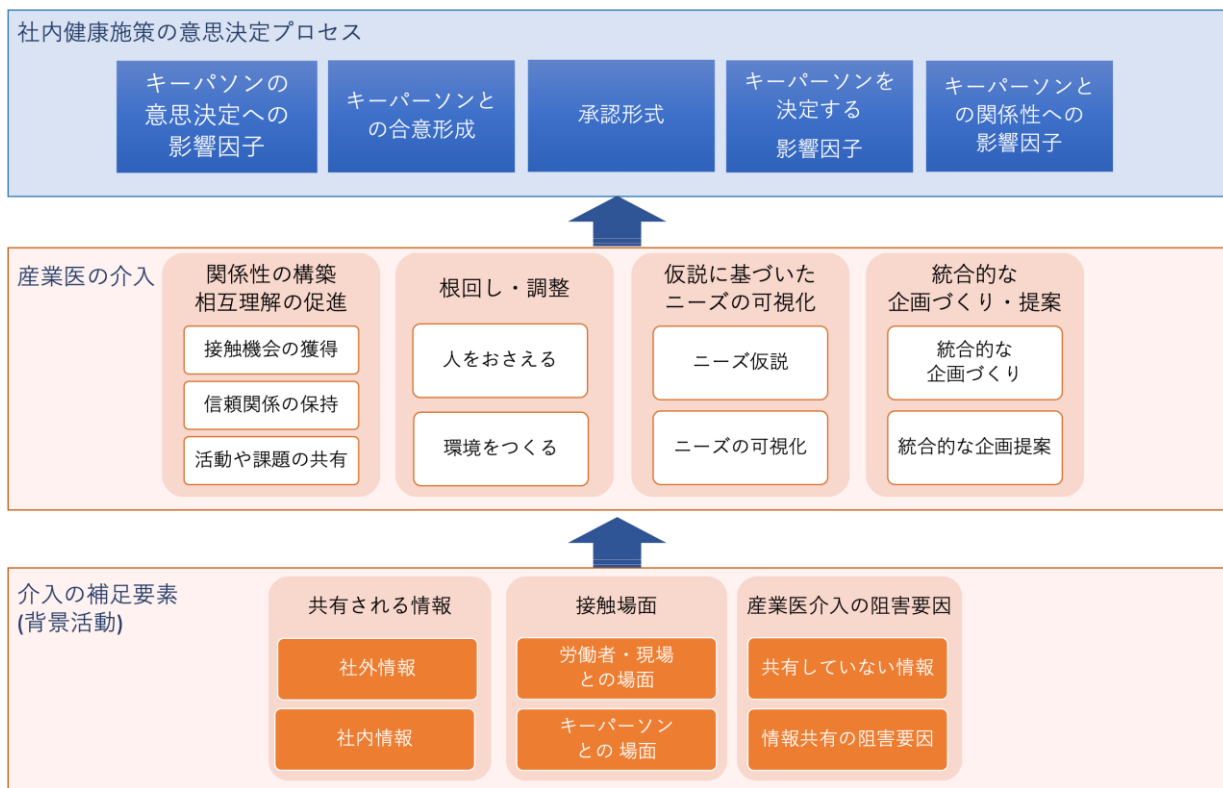 社内健康施策の意思決定プロセス
キーパソンの
意思決定への
影響因子
キーパーソンと
の合意形成
承認形式
キーパーソンを
決定する
影響因子
キーパーソンと
の関係性への
影響因子
産業医の介入
関係性の構築
相互理解の促進
接触機会の獲得
信頼関係の保持
活動や課題の共有
根回し・調整
人をおさえる
環境をつくる
仮説に基づいた
ニーズの可視化
ニーズ仮説
ニーズの可視化
統合的な
企画づくり・提案
統合的な
企画づくり
統合的な企画提案
介入の補足要素
(背景活動)
共有される情報
社外情報
社内情報
接触場面
労働者・現場
との場面
キーパーソン
との 場面
産業医介入の阻害要因
共有していない情報
情報共有の阻害要因